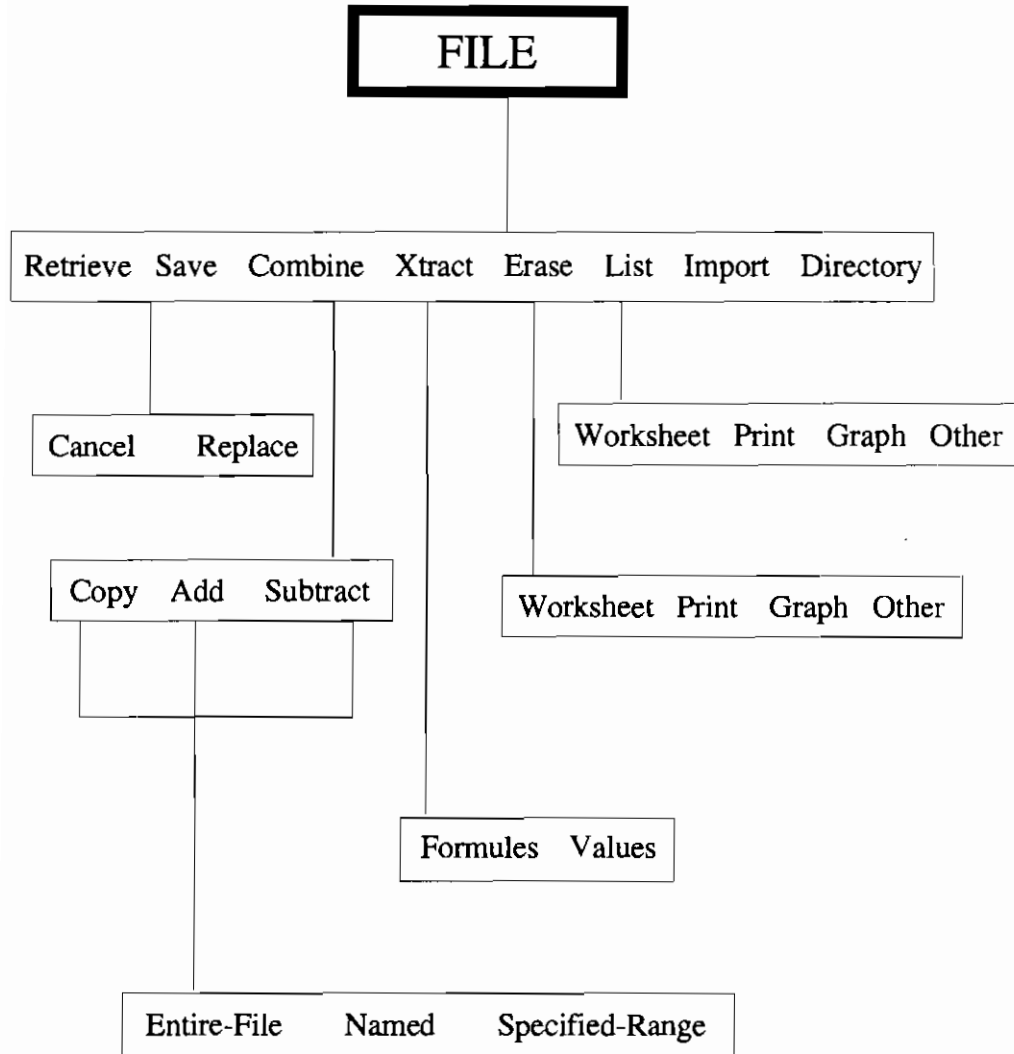 FILE
Retrieve Save Combine Xtract Erase List Import Directory
Cancel Replace
Worksheet Print Graph Other
Copy Add Subtract
Worksheet Print Graph Other
Formules Values
Entire-File Named Specified-Range